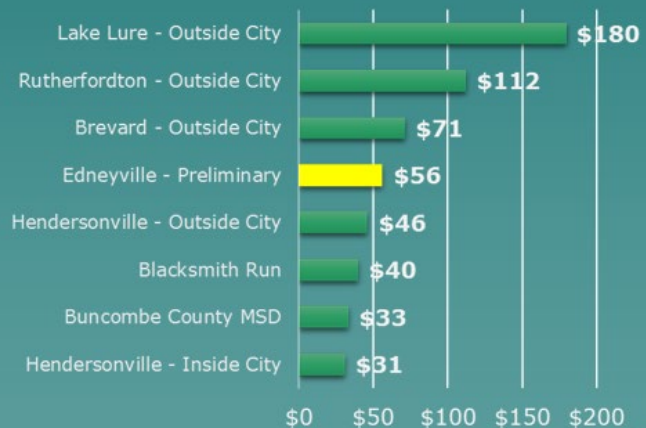 Lake Lure - Outside City $180
Rutherfordton - Outside City $112
Brevard - Outside City $71
Edneyville - Preliminary $56
Hendersonville - Outside City $46
Blacksmith Run $40
Buncombe County MSD $33
Hendersonville - Inside City $31
$0 $50 $100 $150 $200